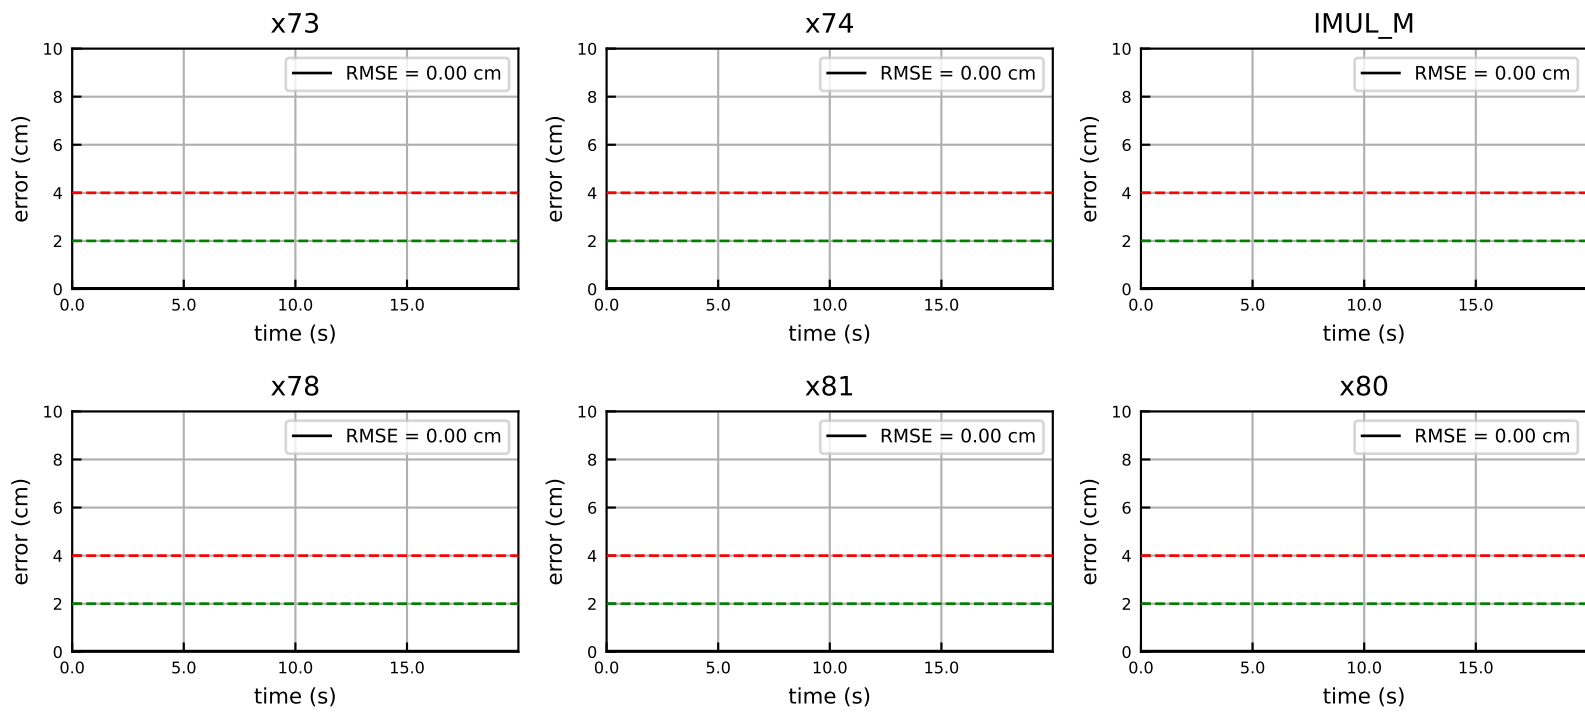 x73
x74
IMUL_M
10
8
6
4
2
0
error (cm)
RMSE = 0.00 cm
0.0 5.0 10.0 15.0
time (s)
10
8
6
4
2
0
error (cm)
RMSE = 0.00 cm
0.0 5.0 10.0 15.0
time (s)
10
8
6
4
2
0
error (cm)
RMSE = 0.00 cm
0.0 5.0 10.0 15.0
time (s)
x78
x81
x80
10
8
6
4
2
0
error (cm)
RMSE = 0.00 cm
0.0 5.0 10.0 15.0
time (s)
10
8
6
4
2
0
error (cm)
RMSE = 0.00 cm
0.0 5.0 10.0 15.0
time (s)
10
8
6
4
2
0
error (cm)
RMSE = 0.00 cm
0.0 5.0 10.0 15.0
time (s)